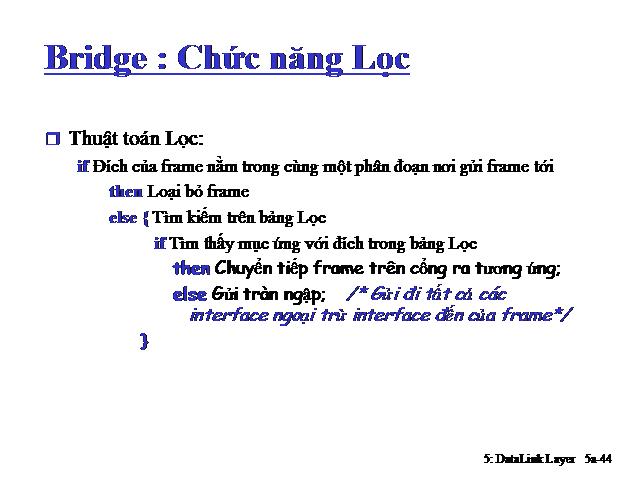 Bridge : Chức năng Lọc
Thuật toán Lọc:
if Đích của frame nằm trong cùng một phân đoạn nơi gửi frame tới
then Loại bỏ frame
else { Tìm kiếm trên bảng Lọc
if Tìm thấy mục ứng với đích trong bảng Lọc
then Chuyển tiếp frame trên cổng ra tương ứng;
else Gửi tràn ngập; /* Gửi đi tất cả các
interface ngoại trừ interface đến của frame*/
}
5: DataLink Layer 5a-44